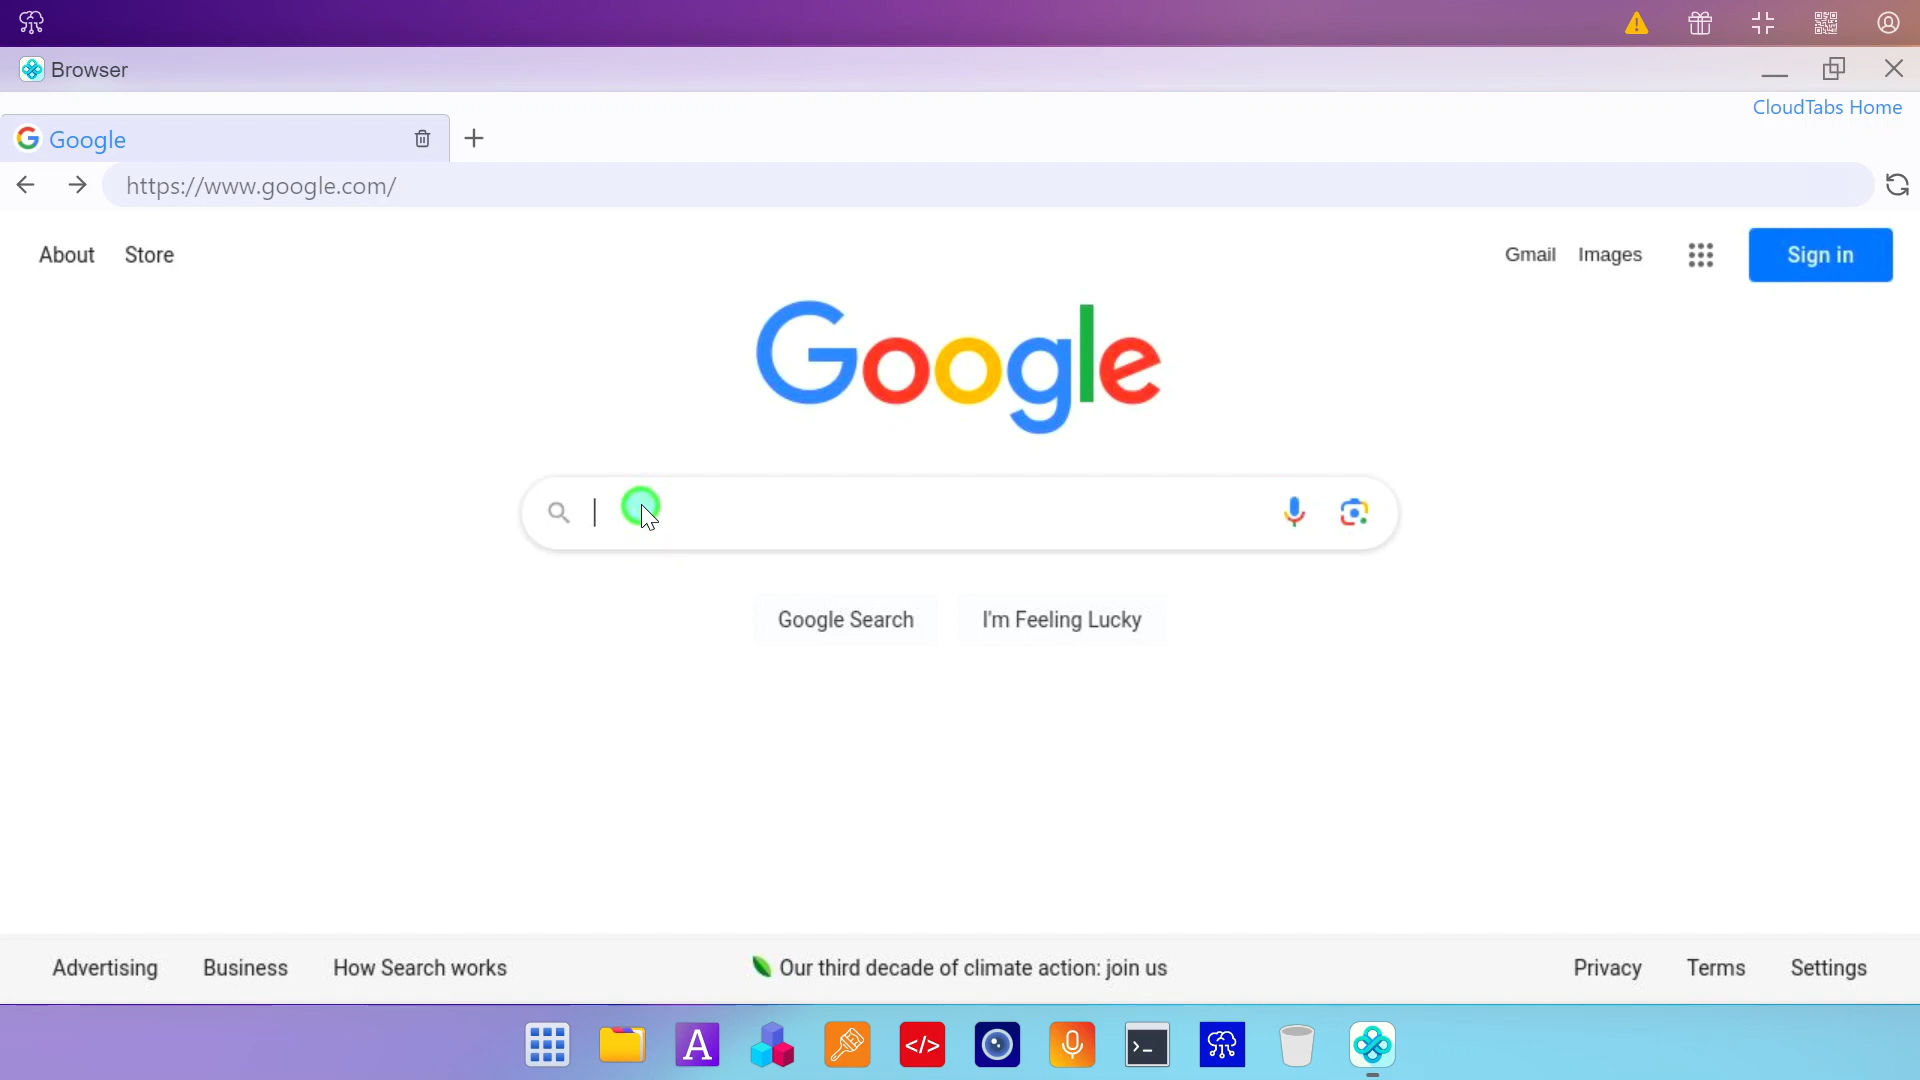 Browser
CloudTabs Home
Google
https://www.google.com/
About Store Gmail Images Sign in
Google
Google Search I'm Feeling Lucky
Advertising Business How Search works Our third decade of climate action: join us Privacy Terms Settings
A </> >_